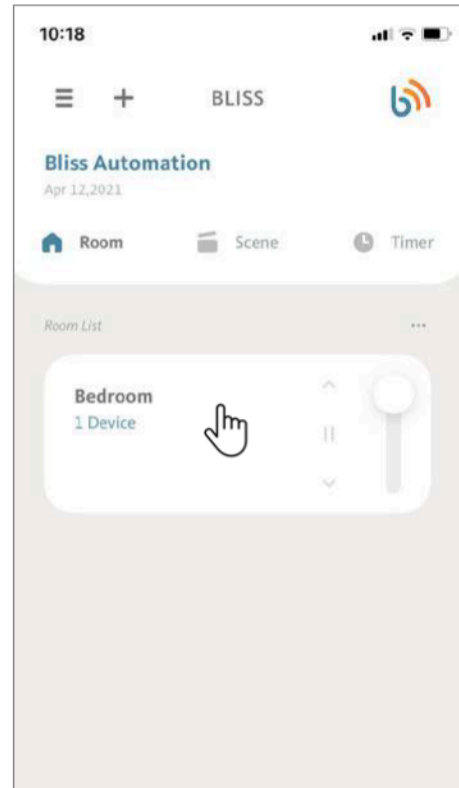 10:18
BLISS
Bliss Automation
Apr 12,2021
Room Scene Timer
Room List
Bedroom
1 Device